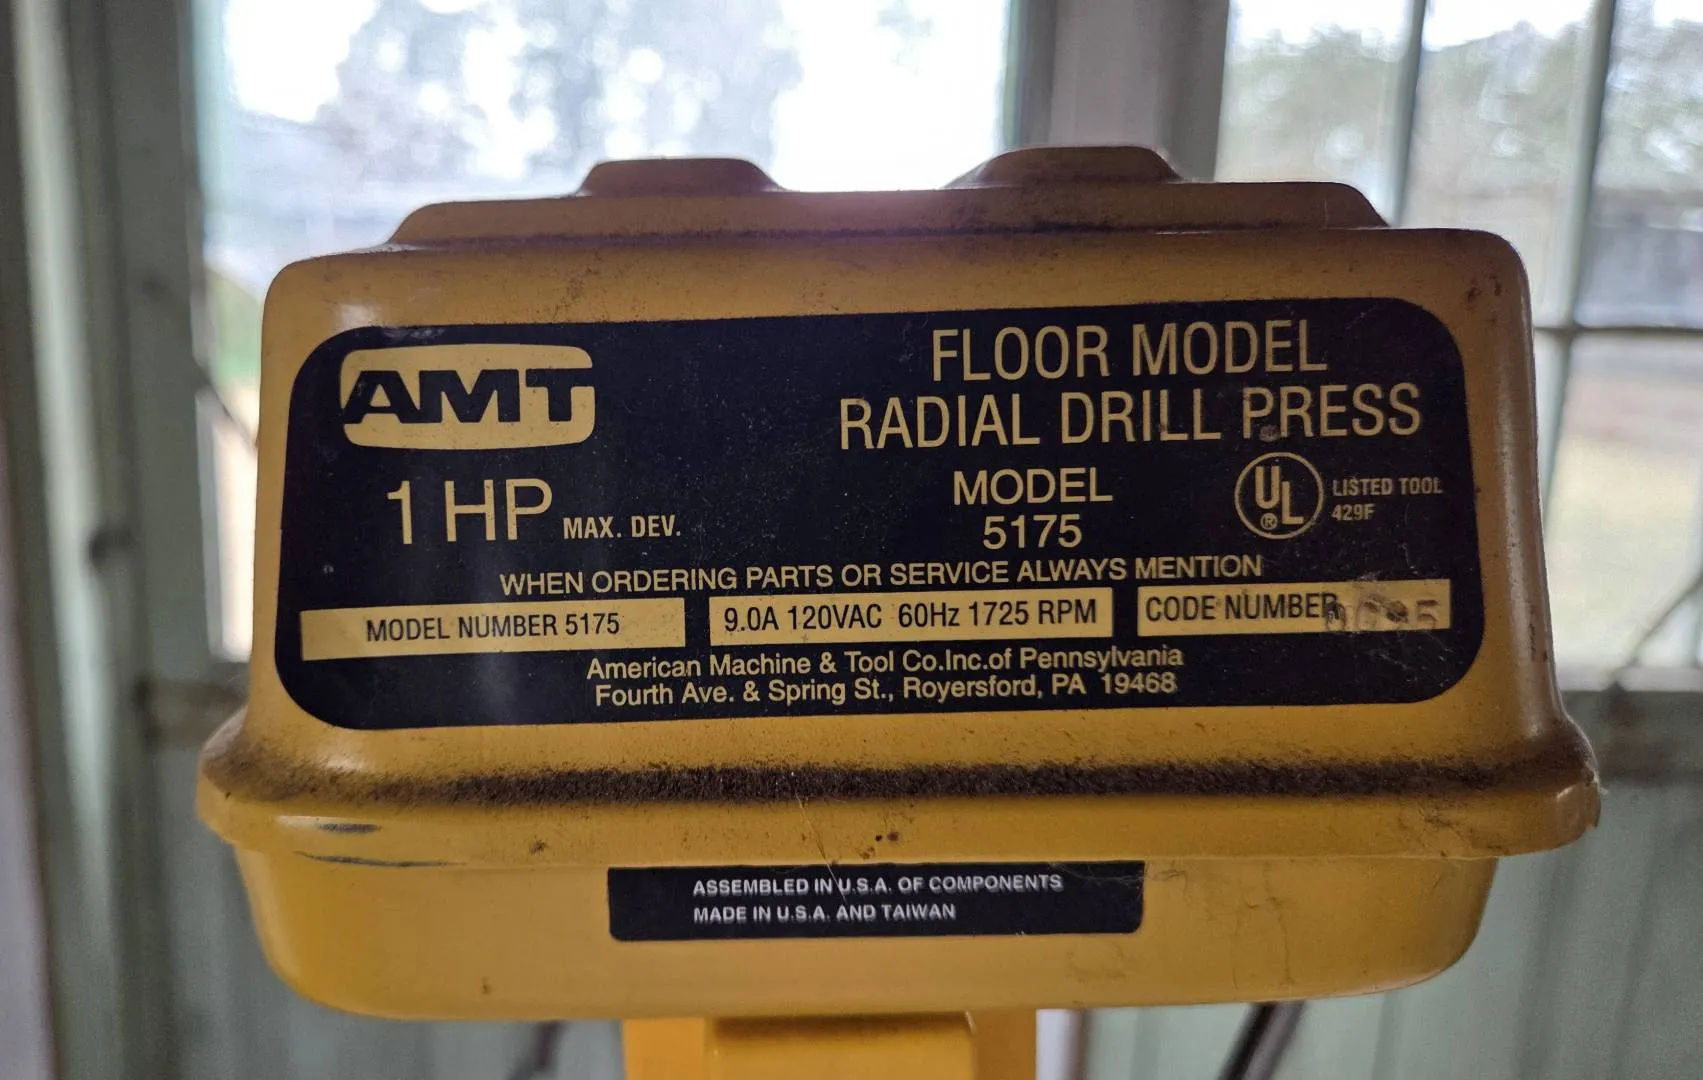 AMT
FLOOR MODEL
RADIAL DRILL PRESS
1 HP MAX. DEV.
MODEL
5175
UL
®
LISTED TOOL
429F
WHEN ORDERING PARTS OR SERVICE ALWAYS MENTION
MODEL NUMBER 5175
9.0A 120VAC 60Hz 1725 RPM
CODE NUMBER
American Machine & Tool Co.Inc.of Pennsylvania
Fourth Ave. & Spring St., Royersford, PA 19468
ASSEMBLED IN U.S.A. OF COMPONENTS
MADE IN U.S.A. AND TAIWAN